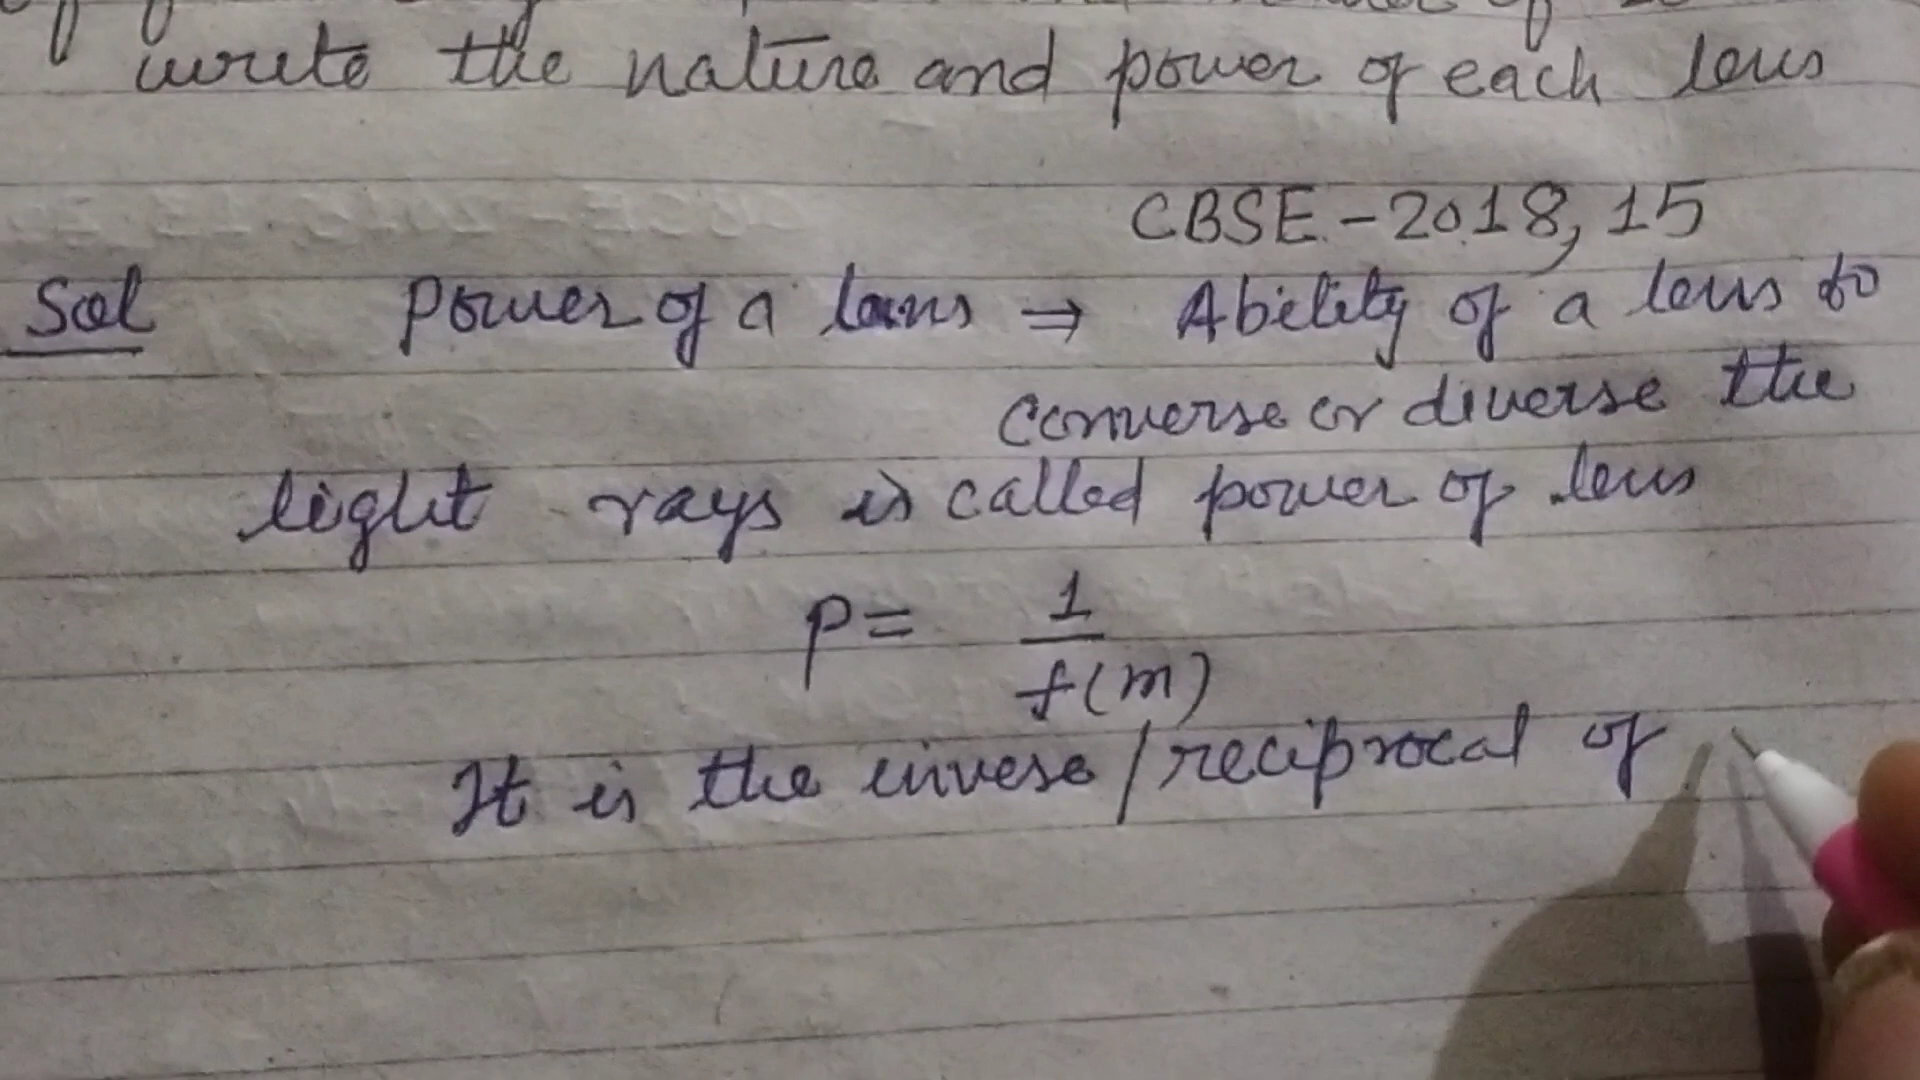 write the nature and power of each lens
CBSE-2018, 15
Sol Power of a lens ⇒ Ability of a lens to
converse or diverse the
light rays is called power of lens
P = 1
f(m)
It is the invese / reciprocal of